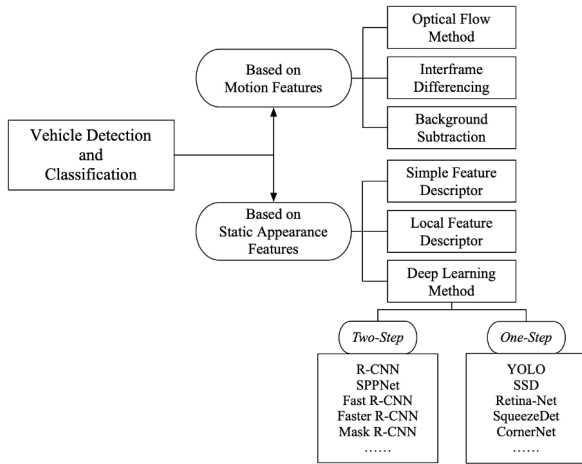 Optical Flow
Method
Based on
Motion Features
Interframe
Differencing
Background
Subtraction
Vehicle Detection
and
Classification
Simple Feature
Descriptor
Based on
Static Appearance
Features
Local Feature
Descriptor
Deep Learning
Method
Two-Step
One-Step
R-CNN
SPPNet
Fast R-CNN
Faster R-CNN
Mask R-CNN
......
YOLO
SSD
Retina-Net
SqueezeDet
CornerNet
......